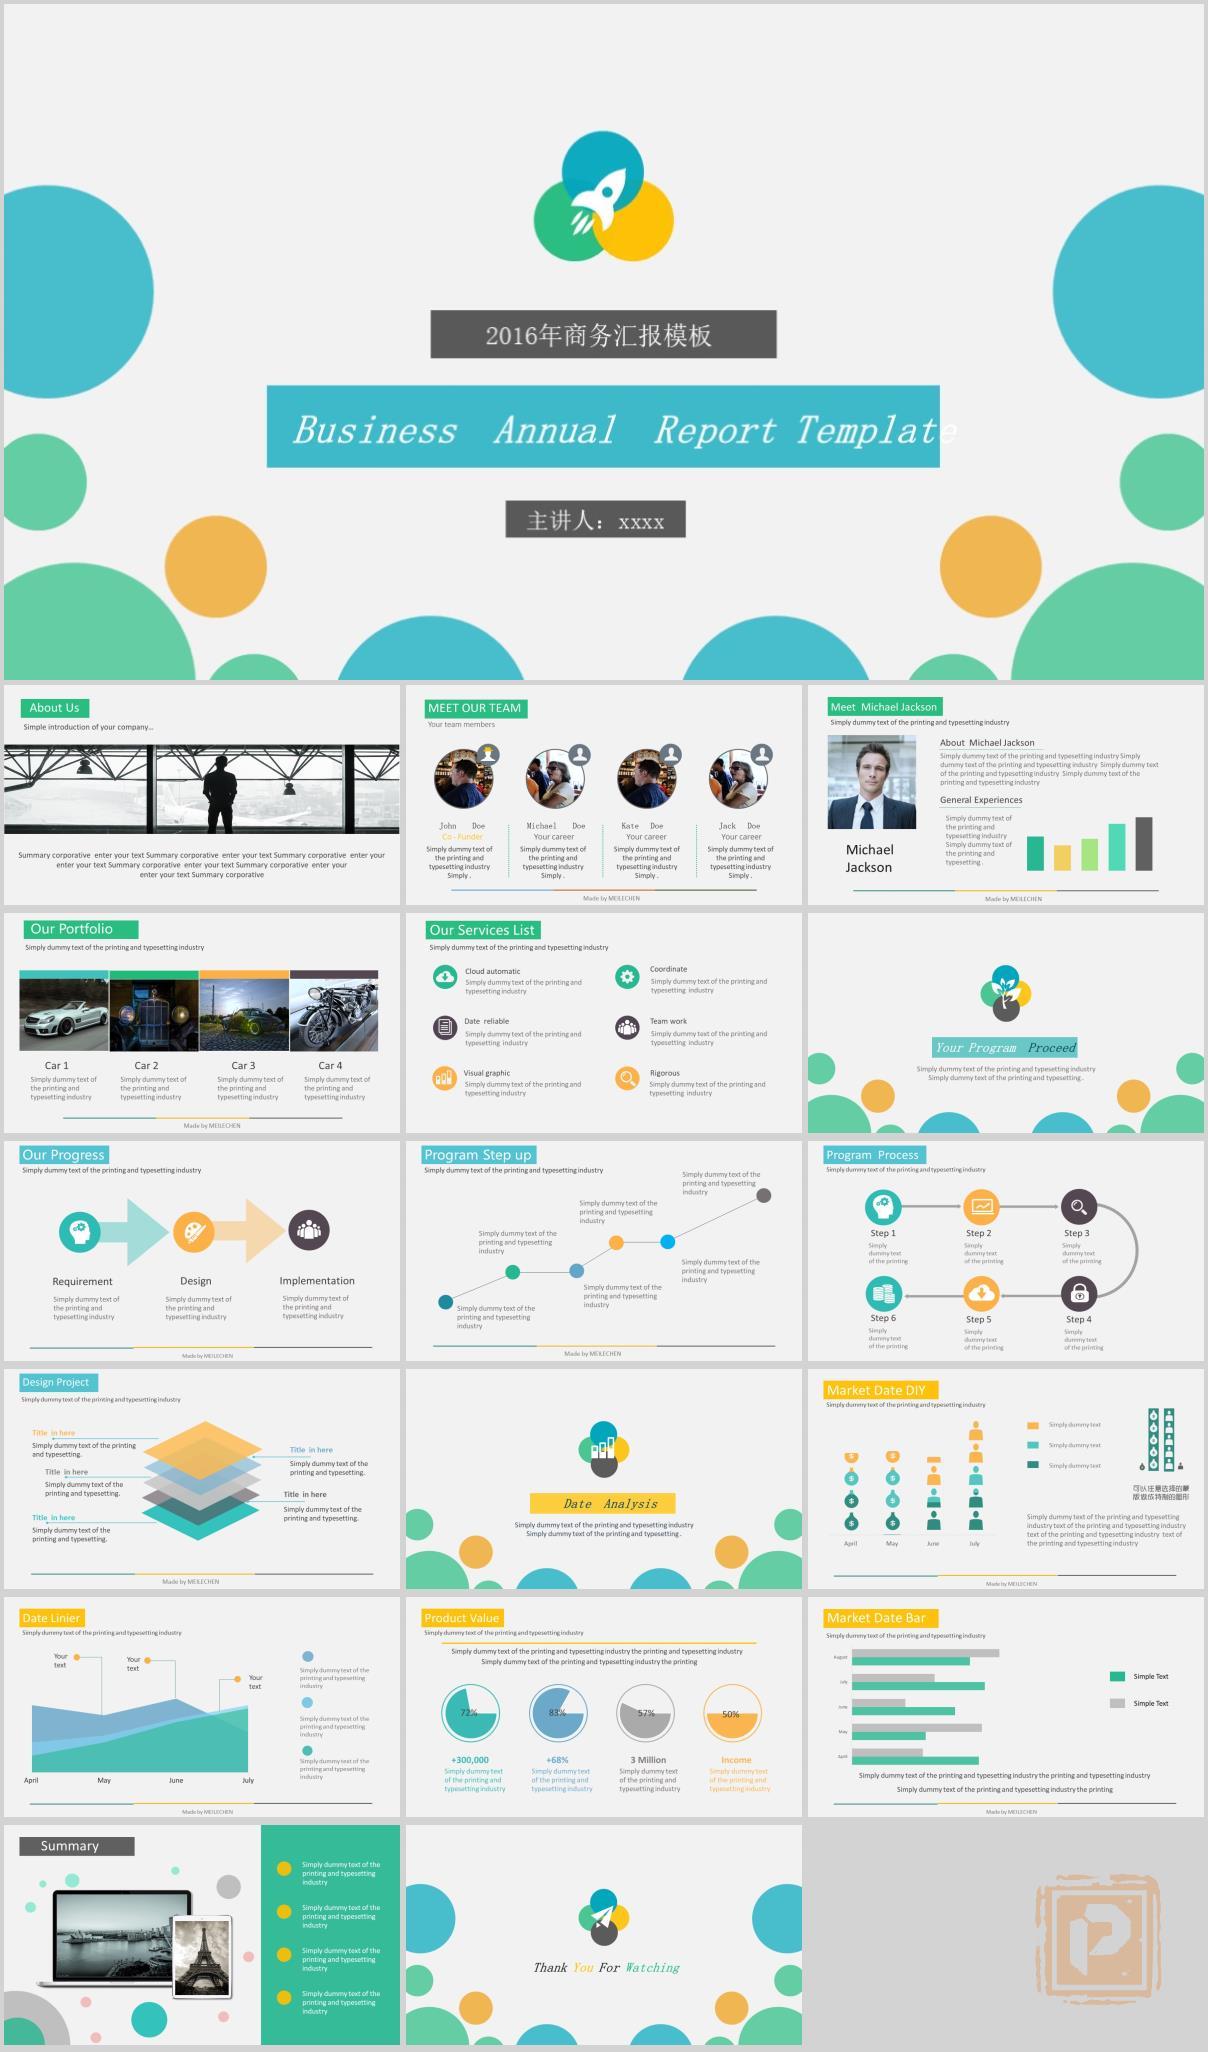 2016年商务汇报模板
Business Annual Report Template
主讲人：xxxx
About Us
Simple introduction of your company...
Summary corporative enter your text Summary corporative enter your text Summary corporative enter your
enter your text Summary corporative enter your text Summary corporative enter your
enter your text Summary corporative
MEET OUR TEAM
Your team members
John Doe
Co - Funder
Simply dummy text of
the printing and
typesetting industry
Simply .
Michael Doe
Your career
Simply dummy text of
the printing and
typesetting industry
Simply .
Kate Doe
Your career
Simply dummy text of
the printing and
typesetting industry
Simply .
Jack Doe
Your career
Simply dummy text of
the printing and
typesetting industry
Simply .
Made by MEILECHEN
Meet Michael Jackson
Simply dummy text of the printing and typesetting industry
About Michael Jackson
Simply dummy text of the printing and typesetting industry Simply
dummy text of the printing and typesetting industry Simply dummy text
of the printing and typesetting industry Simply dummy text of the
printing and typesetting industry
General Experiences
Simply dummy text of
the printing and
typesetting industry
Simply dummy text of
the printing and
typesetting .
Michael
Jackson
Made by MEILECHEN
Our Portfolio
Simply dummy text of the printing and typesetting industry
Car 1
Simply dummy text of
the printing and
typesetting industry
Car 2
Simply dummy text of
the printing and
typesetting industry
Car 3
Simply dummy text of
the printing and
typesetting industry
Car 4
Simply dummy text of
the printing and
typesetting industry
Made by MEILECHEN
Our Services List
Simply dummy text of the printing and typesetting industry
Cloud automatic
Simply dummy text of the printing and
typesetting industry
Coordinate
Simply dummy text of the printing and
typesetting industry
Date reliable
Simply dummy text of the printing and
typesetting industry
Team work
Simply dummy text of the printing and
typesetting industry
Visual graphic
Simply dummy text of the printing and
typesetting industry
Rigorous
Simply dummy text of the printing and
typesetting industry
Your Program Proceed
Simply dummy text of the printing and typesetting industry
Simply dummy text of the printing and typesetting .
Our Progress
Simply dummy text of the printing and typesetting industry
Requirement
Simply dummy text of
the printing and
typesetting industry
Design
Simply dummy text of
the printing and
typesetting industry
Implementation
Simply dummy text of
the printing and
typesetting industry
Made by MEILECHEN
Program Step up
Simply dummy text of the printing and typesetting industry
Simply dummy text of the
printing and typesetting
industry
Simply dummy text of the
printing and typesetting
industry
Simply dummy text of the
printing and typesetting
industry
Simply dummy text of the
printing and typesetting
industry
Simply dummy text of the
printing and typesetting
industry
Simply dummy text of the
printing and typesetting
industry
Made by MEILECHEN
Program Process
Simply dummy text of the printing and typesetting industry
Step 1
Simply
dummy text
of the printing
Step 2
Simply
dummy text
of the printing
Step 3
Simply
dummy text
of the printing
Step 6
Simply
dummy text
of the printing
Step 5
Simply
dummy text
of the printing
Step 4
Simply
dummy text
of the printing
Design Project
Simply dummy text of the printing and typesetting industry
Title in here
Simply dummy text of the printing
and typesetting.
Title in here
Simply dummy text of the
printing and typesetting.
Title in here
Simply dummy text of the
printing and typesetting.
Title in here
Simply dummy text of the
printing and typesetting.
Title in here
Simply dummy text of the
printing and typesetting.
Made by MEILECHEN
Date Analysis
Simply dummy text of the printing and typesetting industry
Simply dummy text of the printing and typesetting .
Market Date DIY
Simply dummy text of the printing and typesetting industry
April
May
June
July
Simply dummy text
Simply dummy text
Simply dummy text
可以任意选择的蒙
版做成特制的图形
Simply dummy text of the printing and typesetting
industry text of the printing and typesetting industry
text of the printing and typesetting industry text of
the printing and typesetting industry
Made by MEILECHEN
Date Linier
Simply dummy text of the printing and typesetting industry
Your
text
Your
text
Your
text
April
May
June
July
Simply dummy text of the
printing and typesetting
industry
Simply dummy text of the
printing and typesetting
industry
Simply dummy text of the
printing and typesetting
industry
Made by MEILECHEN
Product Value
Simply dummy text of the printing and typesetting industry
Simply dummy text of the printing and typesetting industry the printing and typesetting industry
Simply dummy text of the printing and typesetting industry the printing
72%
83%
57%
50%
+300,000
Simply dummy text
of the printing and
typesetting industry
+68%
Simply dummy text
of the printing and
typesetting industry
3 Million
Simply dummy text
of the printing and
typesetting industry
Income
Simply dummy text
of the printing and
typesetting industry
Made by MEILECHEN
Market Date Bar
Simply dummy text of the printing and typesetting industry
August
July
June
May
April
Simple Text
Simple Text
Simply dummy text of the printing and typesetting industry the printing and typesetting industry
Simply dummy text of the printing and typesetting industry the printing
Made by MEILECHEN
Summary
Simply dummy text of the
printing and typesetting
industry
Simply dummy text of the
printing and typesetting
industry
Simply dummy text of the
printing and typesetting
industry
Simply dummy text of the
printing and typesetting
industry
Thank You For Watching